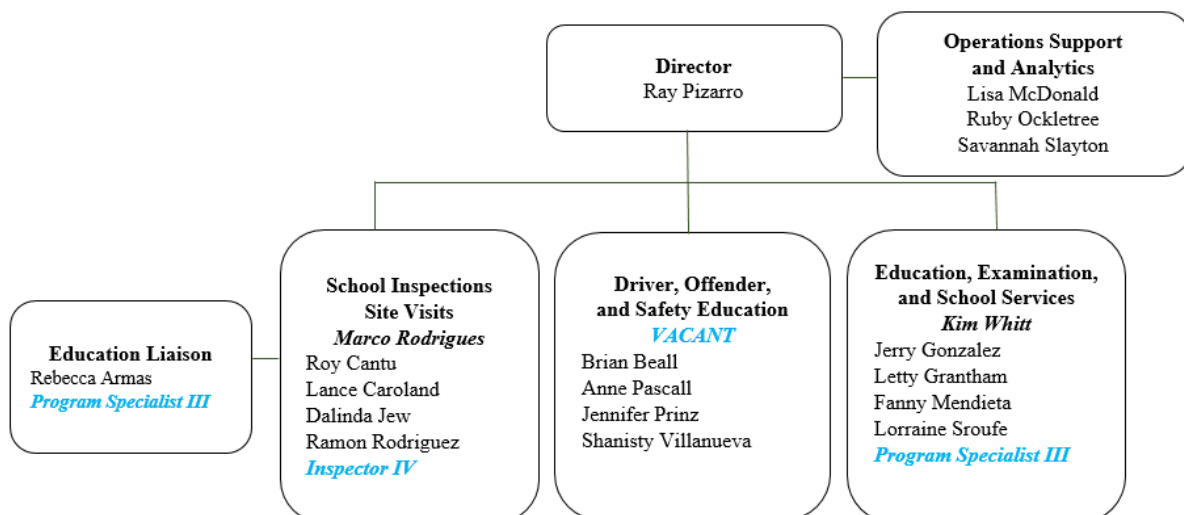 Director
Ray Pizarro
Operations Support
and Analytics
Lisa McDonald
Ruby Ockletree
Savannah Slayton
Education Liaison
Rebecca Armas
Program Specialist III
School Inspections
Site Visits
Marco Rodrigues
Roy Cantu
Lance Caroland
Dalinda Jew
Ramon Rodriguez
Inspector IV
Driver, Offender,
and Safety Education
VACANT
Brian Beall
Anne Pascall
Jennifer Prinz
Shanisty Villanueva
Education, Examination,
and School Services
Kim Whitt
Jerry Gonzalez
Letty Grantham
Fanny Mendieta
Lorraine Sroufe
Program Specialist III